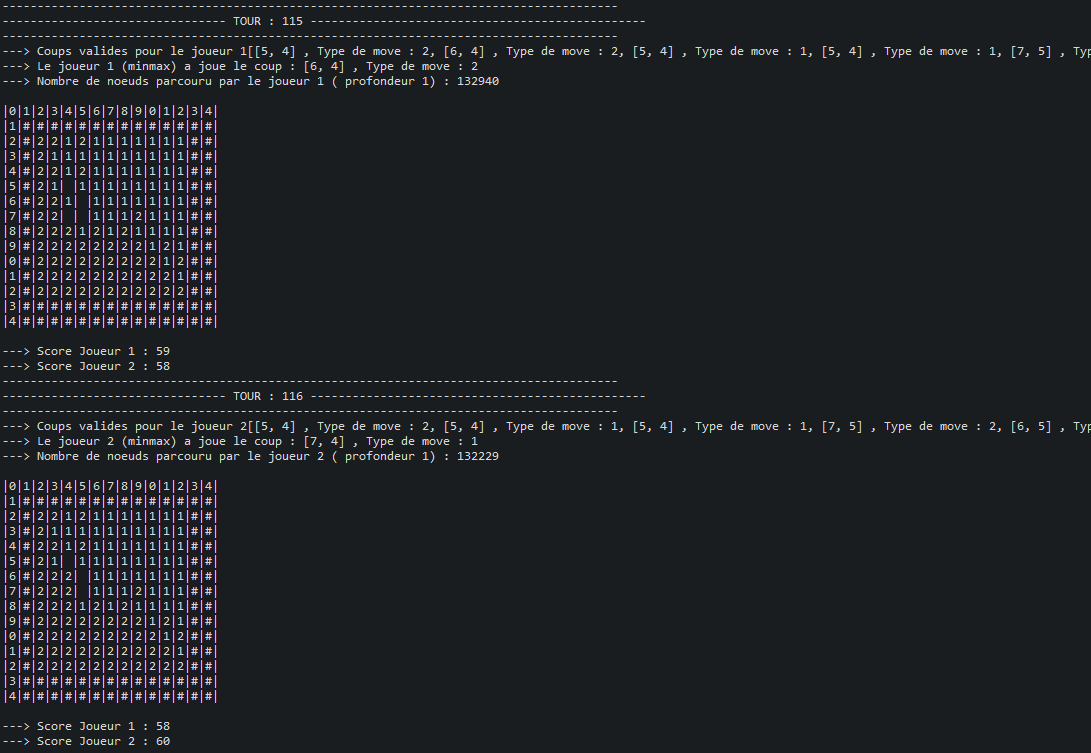 ----------------------------------------------------------------------------------------
-------------------------------- TOUR : 115 ------------------------------------------------
----------------------------------------------------------------------------------------
---> Coups valides pour le joueur 1[[5, 4] , Type de move : 2, [6, 4] , Type de move : 2, [5, 4] , Type de move : 1, [5, 4] , Type de move : 1, [7, 5] , Typ
---> Le joueur 1 (minmax) a joue le coup : [6, 4] , Type de move : 2
---> Nombre de noeuds parcouru par le joueur 1 ( profondeur 1) : 132940
|0|1|2|3|4|5|6|7|8|9|0|1|2|3|4|
|1|#|#|#|#|#|#|#|#|#|#|#|#|#|#|
|2|#|2|2|1|2|1|1|1|1|1|1|1|#|#|
|3|#|2|1|1|1|1|1|1|1|1|1|1|#|#|
|4|#|2|2|1|2|1|1|1|1|1|1|1|#|#|
|5|#|2|1| |1|1|1|1|1|1|1|1|#|#|
|6|#|2|2|1| |1|1|1|1|1|1|1|#|#|
|7|#|2|2| | |1|1|1|2|1|1|1|#|#|
|8|#|2|2|2|1|2|1|2|1|1|1|1|#|#|
|9|#|2|2|2|2|2|2|2|2|1|2|1|#|#|
|0|#|2|2|2|2|2|2|2|2|2|1|2|#|#|
|1|#|2|2|2|2|2|2|2|2|2|2|1|#|#|
|2|#|2|2|2|2|2|2|2|2|2|2|2|#|#|
|3|#|#|#|#|#|#|#|#|#|#|#|#|#|#|
|4|#|#|#|#|#|#|#|#|#|#|#|#|#|#|
---> Score Joueur 1 : 59
---> Score Joueur 2 : 58
----------------------------------------------------------------------------------------
-------------------------------- TOUR : 116 ------------------------------------------------
----------------------------------------------------------------------------------------
---> Coups valides pour le joueur 2[[5, 4] , Type de move : 2, [5, 4] , Type de move : 1, [5, 4] , Type de move : 1, [7, 5] , Type de move : 2, [6, 5] , Typ
---> Le joueur 2 (minmax) a joue le coup : [7, 4] , Type de move : 1
---> Nombre de noeuds parcouru par le joueur 2 ( profondeur 1) : 132229
|0|1|2|3|4|5|6|7|8|9|0|1|2|3|4|
|1|#|#|#|#|#|#|#|#|#|#|#|#|#|#|
|2|#|2|2|1|2|1|1|1|1|1|1|1|#|#|
|3|#|2|1|1|1|1|1|1|1|1|1|1|#|#|
|4|#|2|2|1|2|1|1|1|1|1|1|1|#|#|
|5|#|2|1| |1|1|1|1|1|1|1|1|#|#|
|6|#|2|2|2| |1|1|1|1|1|1|1|#|#|
|7|#|2|2|2| |1|1|1|2|1|1|1|#|#|
|8|#|2|2|2|1|2|1|2|1|1|1|1|#|#|
|9|#|2|2|2|2|2|2|2|2|1|2|1|#|#|
|0|#|2|2|2|2|2|2|2|2|2|1|2|#|#|
|1|#|2|2|2|2|2|2|2|2|2|2|1|#|#|
|2|#|2|2|2|2|2|2|2|2|2|2|2|#|#|
|3|#|#|#|#|#|#|#|#|#|#|#|#|#|#|
|4|#|#|#|#|#|#|#|#|#|#|#|#|#|#|
---> Score Joueur 1 : 58
---> Score Joueur 2 : 60